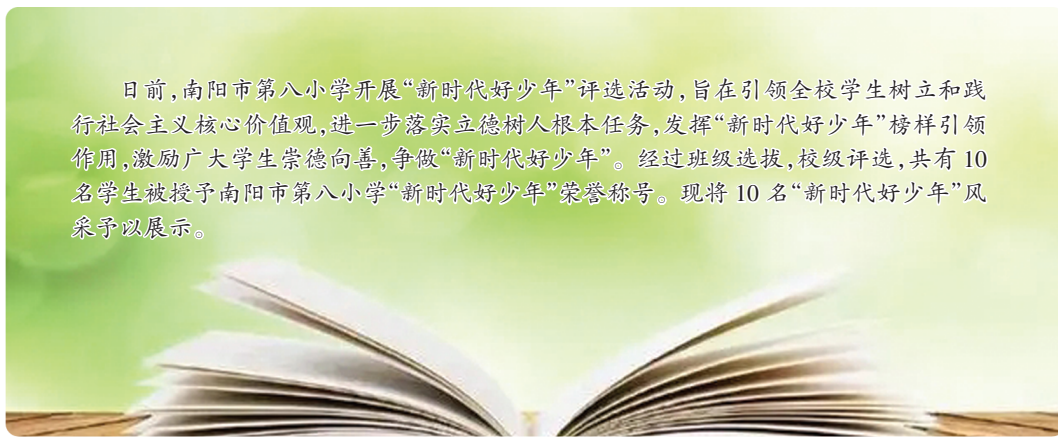 日前，南阳市第八小学开展“新时代好少年”评选活动，旨在引领全校学生树立和践
行社会主义核心价值观，进一步落实立德树人根本任务，发挥“新时代好少年”榜样引领
作用，激励广大学生崇德向善，争做“新时代好少年”。经过班级选拔，校级评选，共有 10
名学生被授予南阳市第八小学“新时代好少年”荣誉称号。现将 10 名“新时代好少年”风
采予以展示。